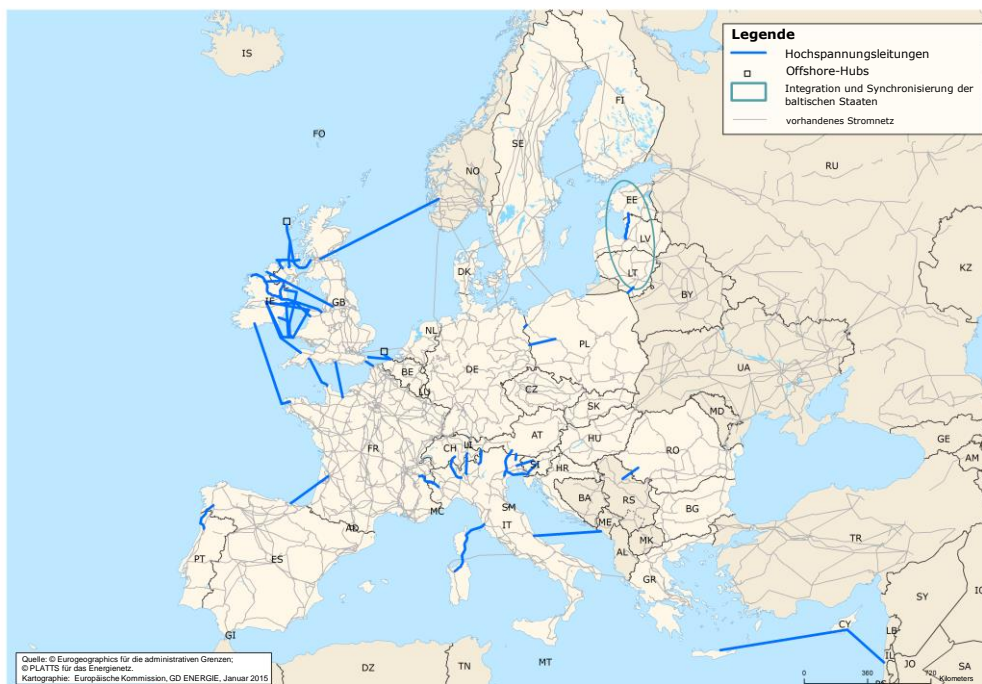 Legende
Hochspannungsleitungen
Offshore-Hubs
Integration und Synchronisierung der
baltischen Staaten
vorhandenes Stromnetz
IS
FO
FI
SE
NO
RU
EE
LV
LT
DK
KZ
BY
IE
GB
NL
PL
BE
DE
LU
UA
CZ
SK
MD
FR
CH
LI
AT
HU
RO
GE
AM
SI
HR
BA
RS
SM
MC
IT
ME
BG
AD
MK
AL
TR
PT
ES
GR
SY
CY
LB
GI
IL
JO
SA
DZ
TN
MT
Quelle: © Eurogeographics für die administrativen Grenzen;
© PLATTS für das Energienetz.
Kartographie: Europäische Kommission, GD ENERGIE, Januar 2015
0 360 720
Kilometers